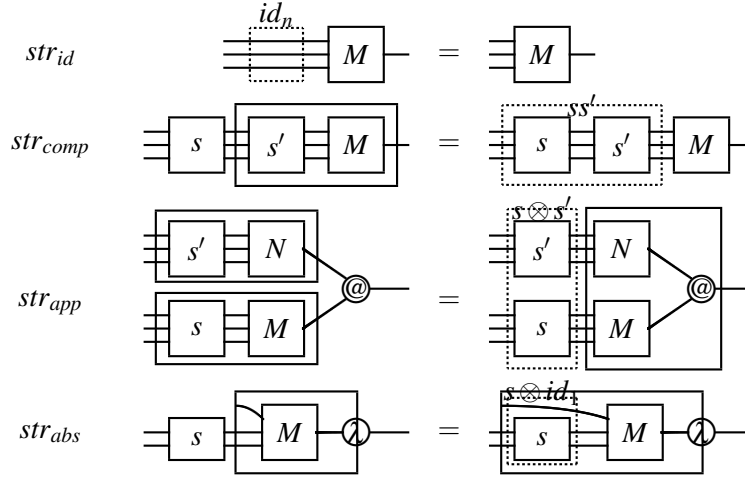 id_n
str_id M = M
ss′
str_comp s s′ M = s s′ M
s ⊗ s′
s′ N s′ N
str_app @ = @
s M s M
s ⊗ id_1
str_abs s M λ = s M λ